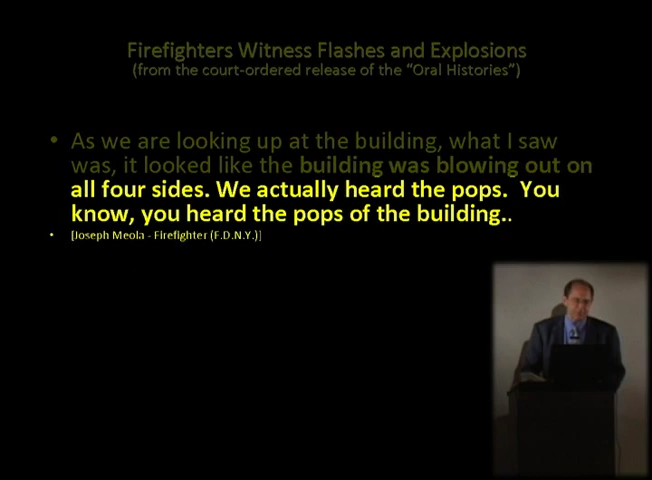 Firefighters Witness Flashes and Explosions
(from the court-ordered release of the “Oral Histories”)
• As we are looking up at the building, what I saw
was, it looked like the building was blowing out on
all four sides. We actually heard the pops.  You
know, you heard the pops of the building..
• [Joseph Meola - Firefighter (F.D.N.Y.)]